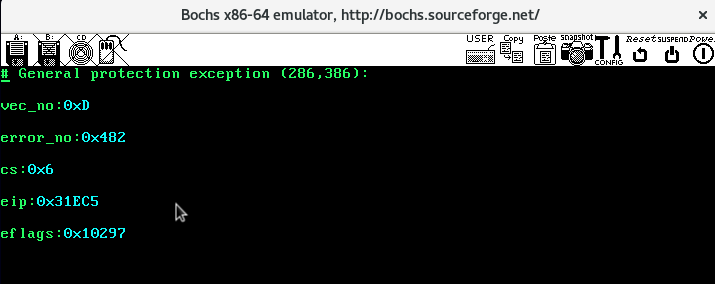 Bochs x86-64 emulator, http://bochs.sourceforge.net/
A: B: CD USER Copy Paste snapshot CONFIG Reset SUSPEND Power
# General protection exception (286,386):
vec_no:0xD
error_no:0x482
cs:0x6
eip:0x31EC5
eflags:0x10297